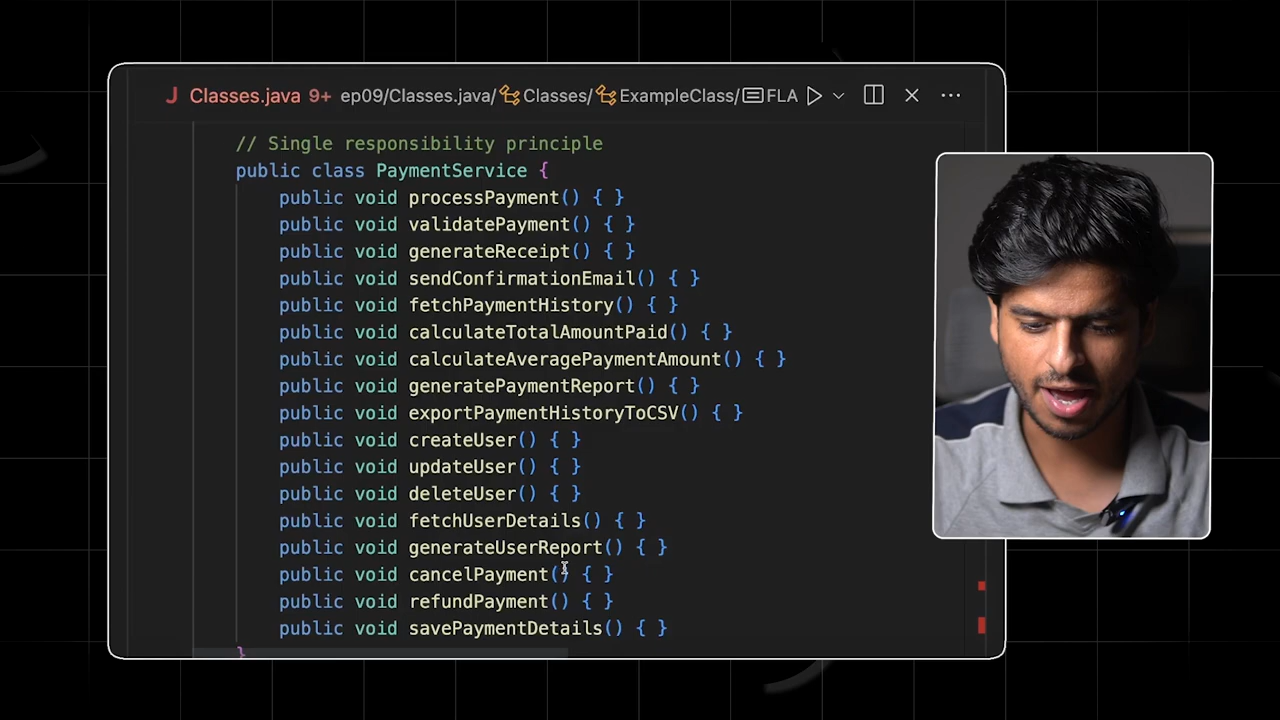 J Classes.java 9+ ep09/Classes.java/ Classes/ ExampleClass/ FLA
// Single responsibility principle
public class PaymentService {
public void processPayment() { }
public void validatePayment() { }
public void generateReceipt() { }
public void sendConfirmationEmail() { }
public void fetchPaymentHistory() { }
public void calculateTotalAmountPaid() { }
public void calculateAveragePaymentAmount() { }
public void generatePaymentReport() { }
public void exportPaymentHistoryToCSV() { }
public void createUser() { }
public void updateUser() { }
public void deleteUser() { }
public void fetchUserDetails() { }
public void generateUserReport() { }
public void cancelPayment() { }
public void refundPayment() { }
public void savePaymentDetails() { }
}